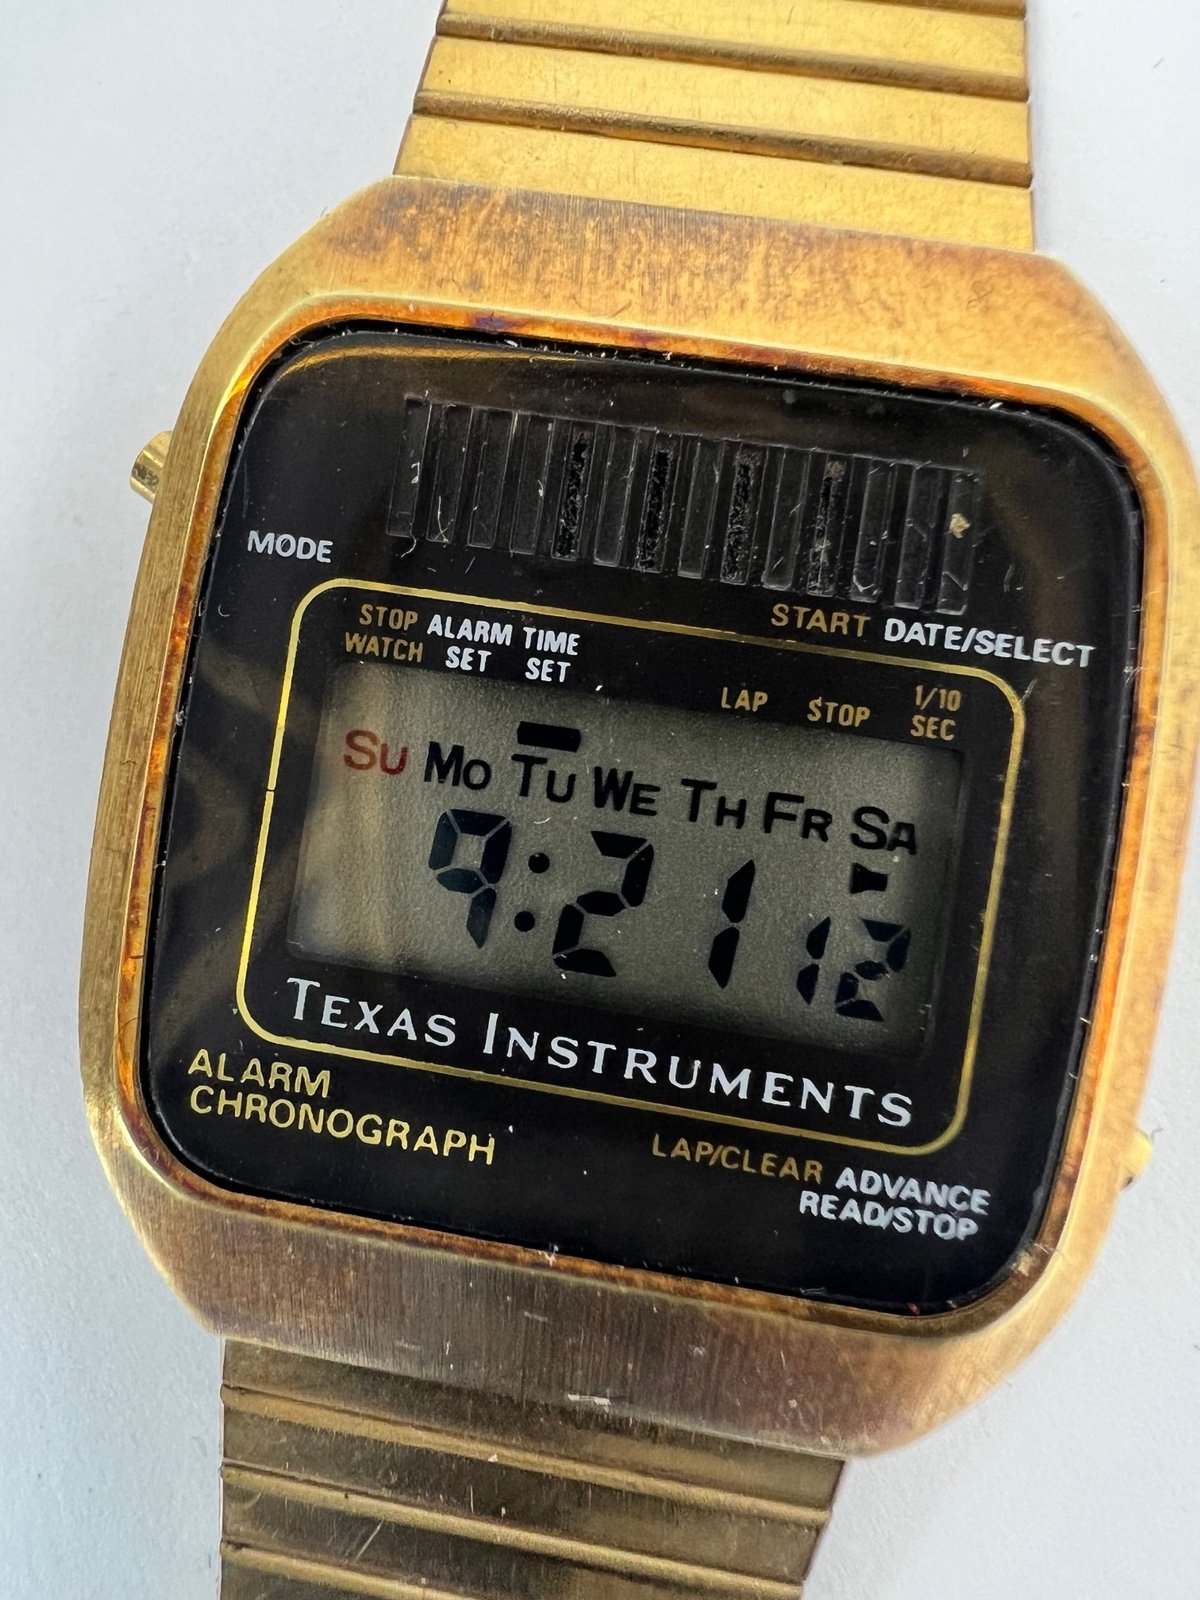 MODE
START DATE/SELECT
STOP WATCH
ALARM SET
TIME SET
LAP
STOP
1/10 SEC
SU MO TU WE TH FR SA
9:21 12
TEXAS INSTRUMENTS
ALARM
CHRONOGRAPH
LAP/CLEAR ADVANCE
READ/STOP